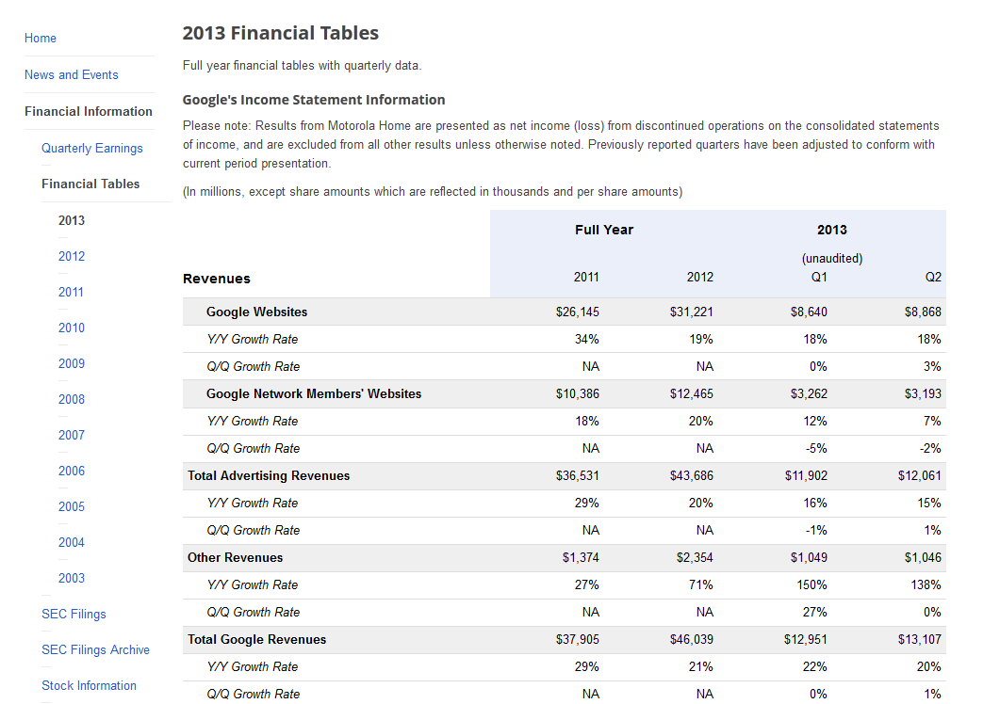 Home
News and Events
Financial Information
Quarterly Earnings
Financial Tables
2013
2012
2011
2010
2009
2008
2007
2006
2005
2004
2003
SEC Filings
SEC Filings Archive
Stock Information
2013 Financial Tables
Full year financial tables with quarterly data.
Google's Income Statement Information
Please note: Results from Motorola Home are presented as net income (loss) from discontinued operations on the consolidated statements
of income, and are excluded from all other results unless otherwise noted. Previously reported quarters have been adjusted to conform with
current period presentation.
(In millions, except share amounts which are reflected in thousands and per share amounts)
Full Year 2013
(unaudited)
Revenues 2011 2012 Q1 Q2
Google Websites $26,145 $31,221 $8,640 $8,868
Y/Y Growth Rate 34% 19% 18% 18%
Q/Q Growth Rate NA NA 0% 3%
Google Network Members' Websites $10,386 $12,465 $3,262 $3,193
Y/Y Growth Rate 18% 20% 12% 7%
Q/Q Growth Rate NA NA -5% -2%
Total Advertising Revenues $36,531 $43,686 $11,902 $12,061
Y/Y Growth Rate 29% 20% 16% 15%
Q/Q Growth Rate NA NA -1% 1%
Other Revenues $1,374 $2,354 $1,049 $1,046
Y/Y Growth Rate 27% 71% 150% 138%
Q/Q Growth Rate NA NA 27% 0%
Total Google Revenues $37,905 $46,039 $12,951 $13,107
Y/Y Growth Rate 29% 21% 22% 20%
Q/Q Growth Rate NA NA 0% 1%